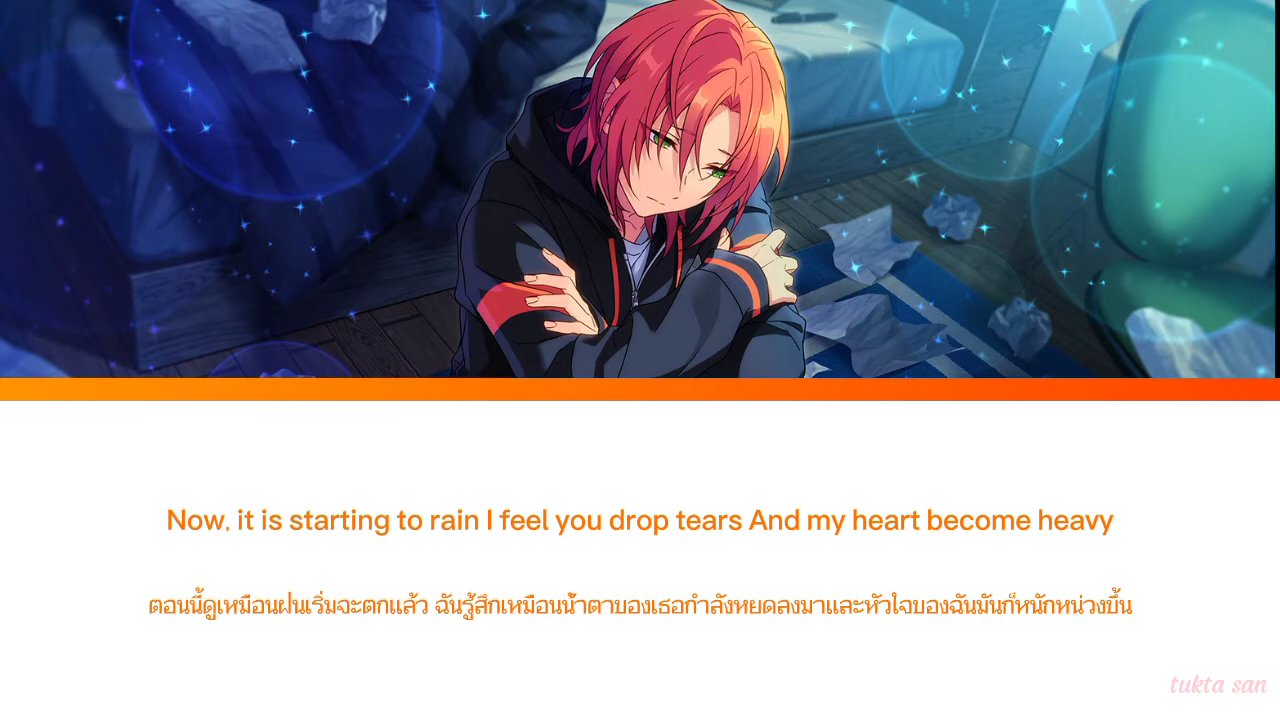 Now, it is starting to rain I feel you drop tears And my heart become heavy
ตอนนี้ดูเหมือนฝนเริ่มจะตกแล้ว ฉันรู้สึกเหมือนน้ำตาของเธอกำลังหยดลงมาและหัวใจของฉันมันก็หนักหน่วงขึ้น
tukta san